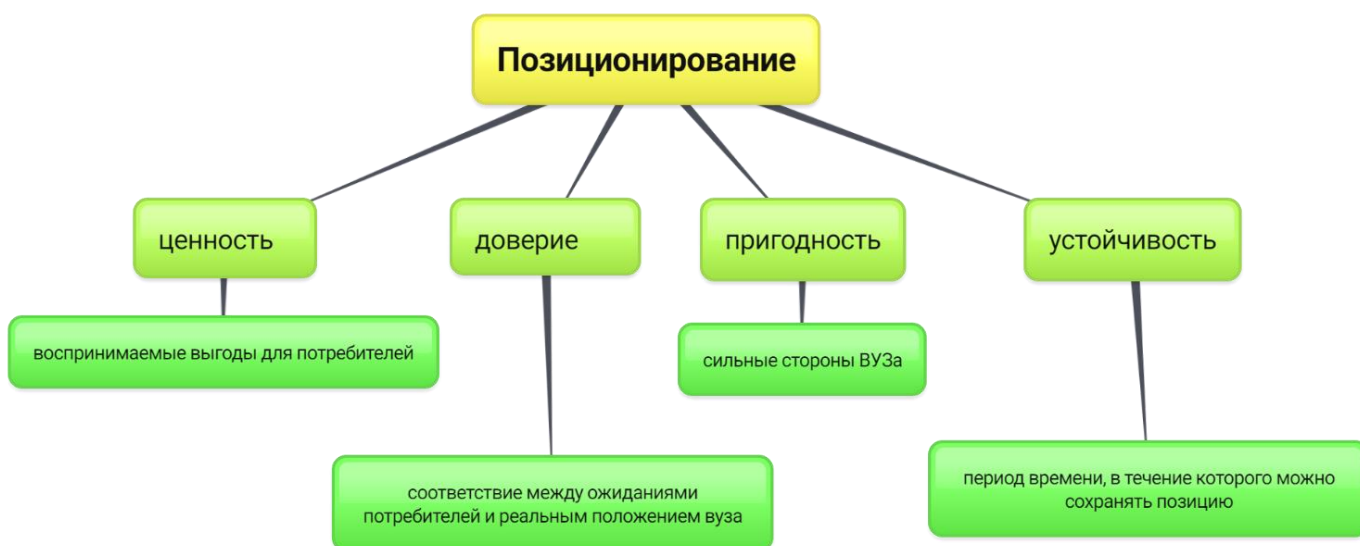 Позиционирование
ценность
доверие
пригодность
устойчивость
воспринимаемые выгоды для потребителей
сильные стороны ВУЗа
соответствие между ожиданиями
потребителей и реальным положением вуза
период времени, в течение которого можно
сохранять позицию